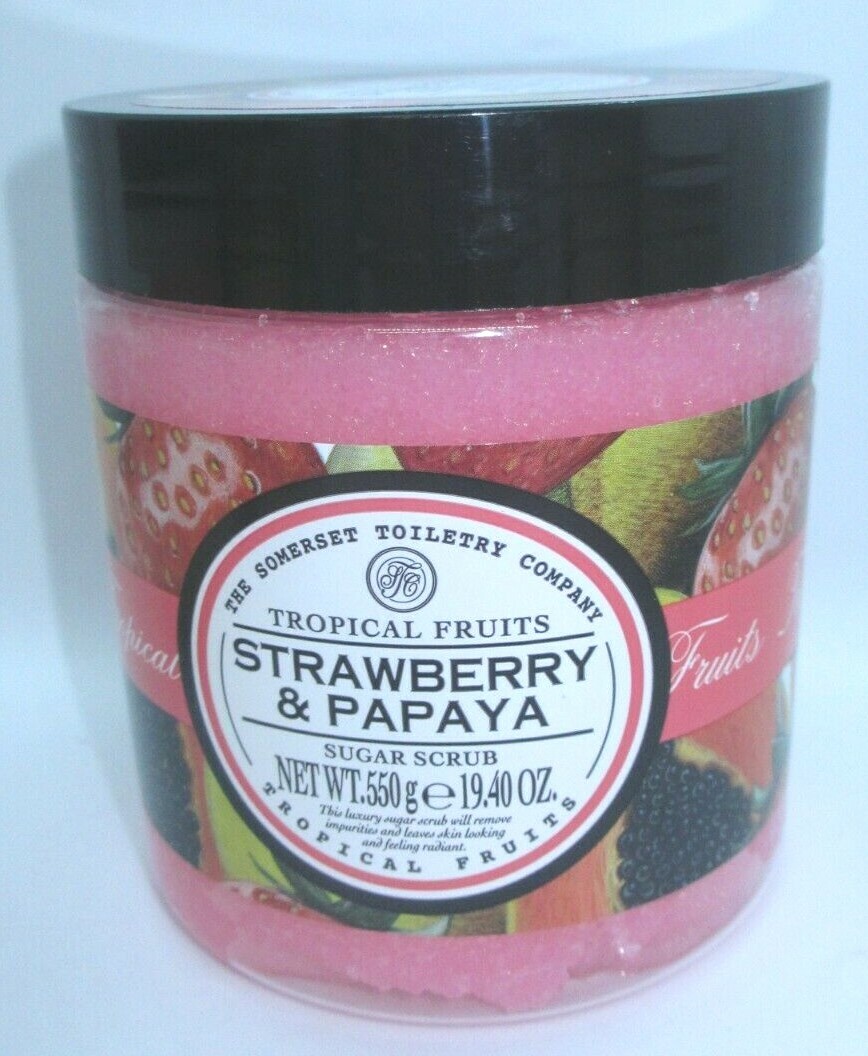 THE SOMERSET TOILETRY COMPANY
STC
TROPICAL FRUITS
STRAWBERRY
& PAPAYA
SUGAR SCRUB
NET WT. 550 g e 19.40 OZ.
This luxury sugar scrub will remove
impurities and leaves skin looking
and feeling radiant.
TROPICAL FRUITS
Fruits